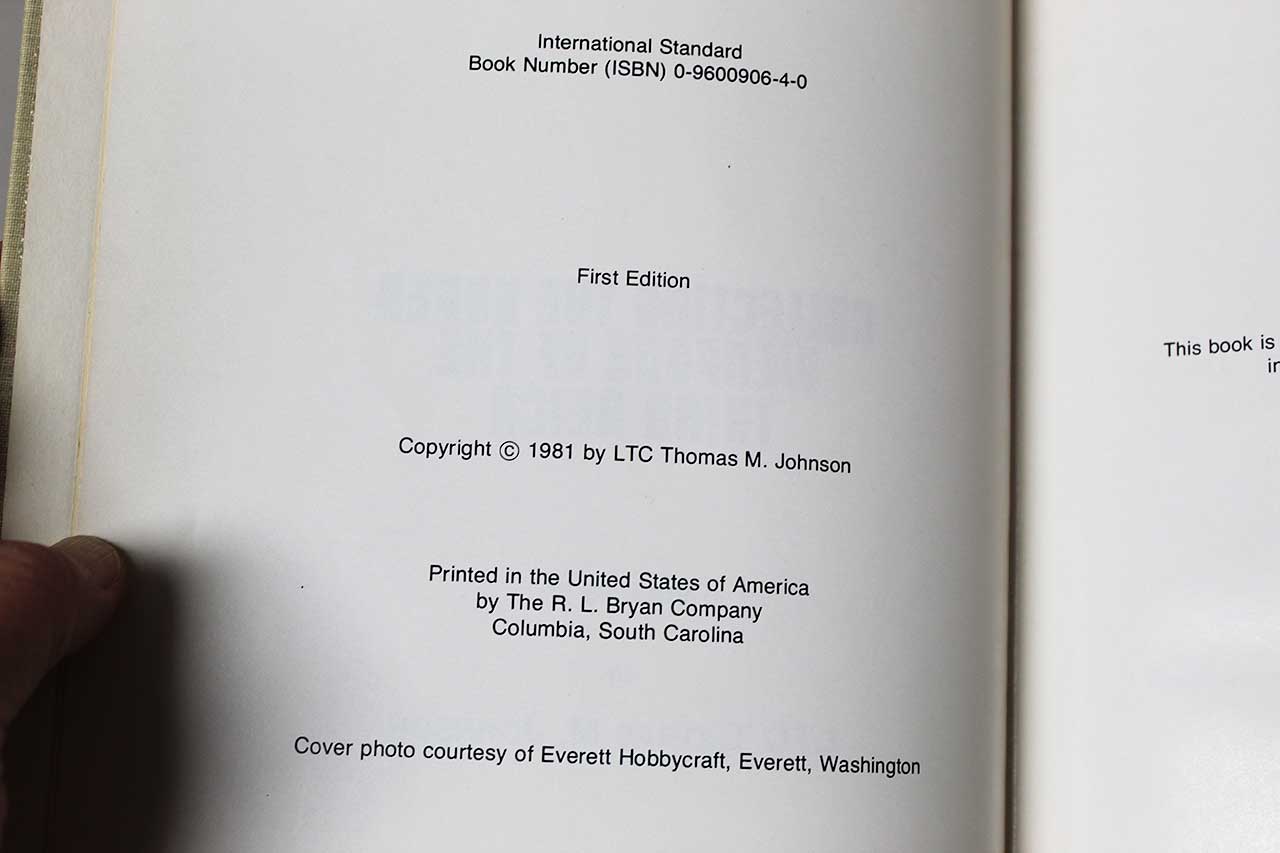 International Standard
Book Number (ISBN) 0-9600906-4-0
First Edition
Copyright © 1981 by LTC Thomas M. Johnson
Printed in the United States of America
by The R. L. Bryan Company
Columbia, South Carolina
Cover photo courtesy of Everett Hobbycraft, Everett, Washington
This book is